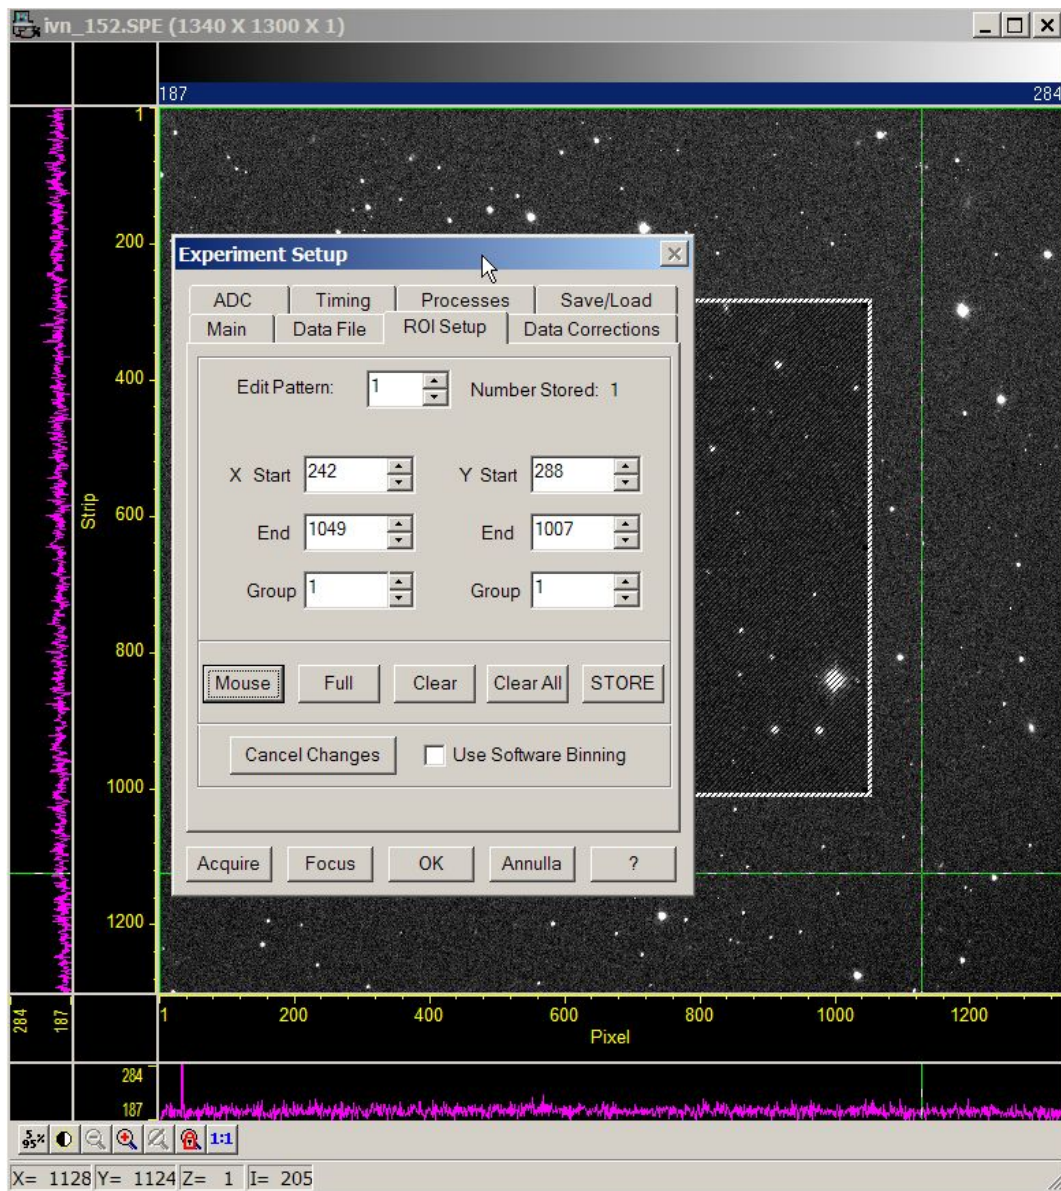 ivn_152.SPE (1340 X 1300 X 1)
187 284
1
200
400
600
800
1000
1200
Strip
Experiment Setup
ADC Timing Processes Save/Load
Main Data File ROI Setup Data Corrections
Edit Pattern: 1 Number Stored: 1
X Start 242 Y Start 288
End 1049 End 1007
Group 1 Group 1
Mouse Full Clear Clear All STORE
Cancel Changes Use Software Binning
Acquire Focus OK Annulla ?
284 187
1 200 400 600 800 1000 1200
Pixel
284
187
5 95% 1:1
X= 1128 Y= 1124 Z= 1 I= 205